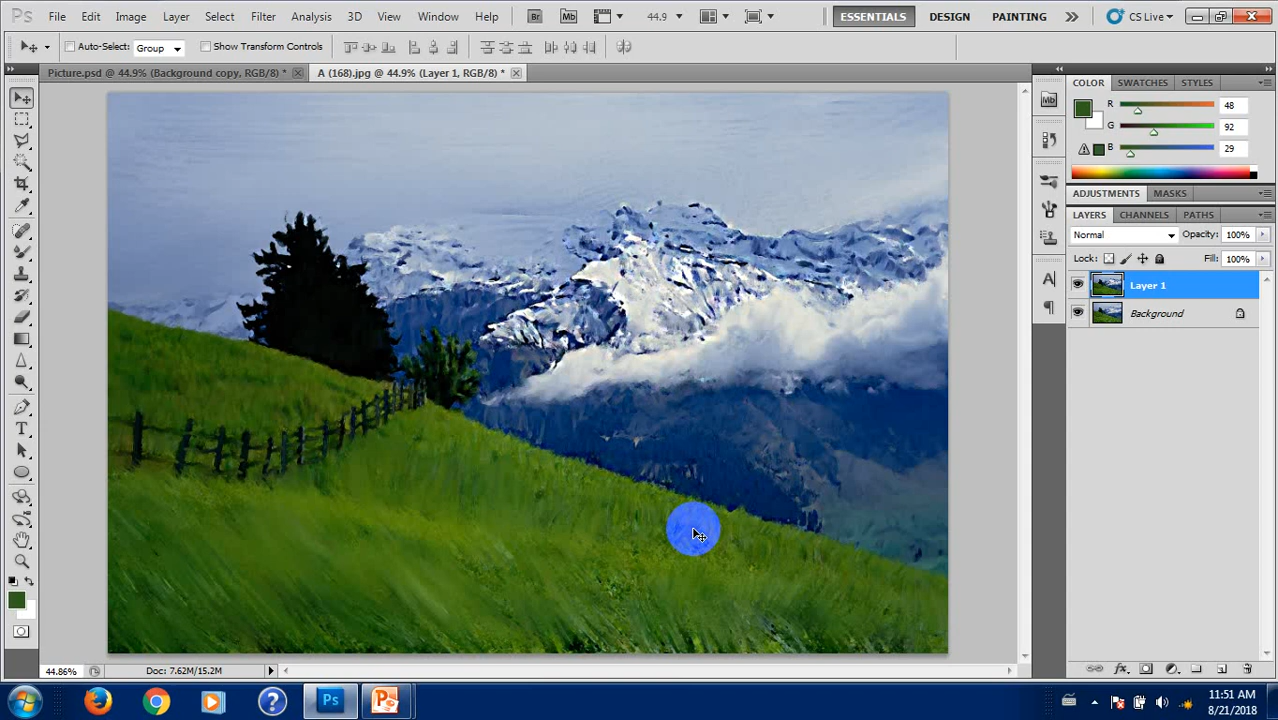 Ps File Edit Image Layer Select Filter Analysis 3D View Window Help Br Mb 44.9 ESSENTIALS DESIGN PAINTING CS Live
Auto-Select: Group Show Transform Controls
Picture.psd @ 44.9% (Background copy, RGB/8) * A (168).jpg @ 44.9% (Layer 1, RGB/8) *
COLOR SWATCHES STYLES
Mb
R 48
G 92
B 29
ADJUSTMENTS MASKS
LAYERS CHANNELS PATHS
Normal Opacity: 100%
Lock: Fill: 100%
Layer 1
Background
44.86% Doc: 7.62M/15.2M
Ps
11:51 AM
8/21/2018